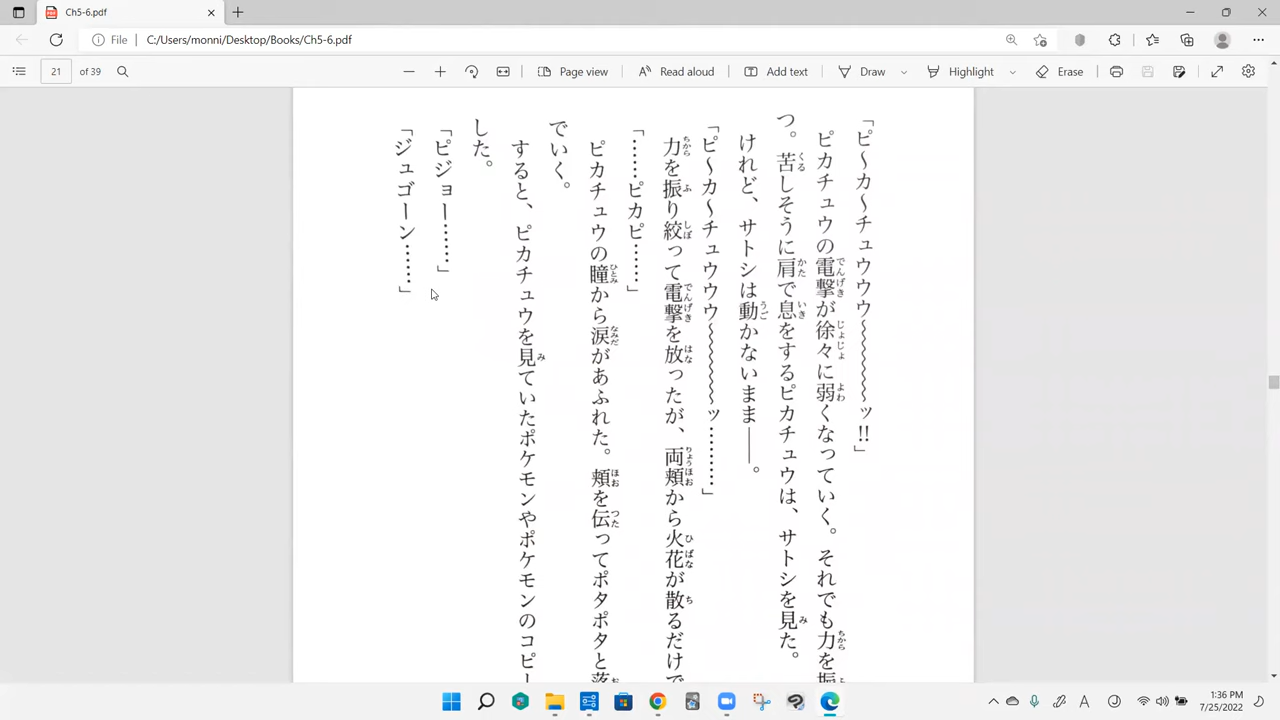 Ch5-6.pdf
File
C:/Users/monni/Desktop/Books/Ch5-6.pdf
21
of 39
Page view
Read aloud
Add text
Draw
Highlight
Erase
「ピ〜カ〜チュウウウ〜〜〜〜〜〜ッ!!」
ピカチュウの電撃が徐々に弱くなっていく。それでも力を振
つ。苦しそうに肩で息をするピカチュウは、サトシを見た。
けれど、サトシは動かないまま――。
「ピ〜カ〜チュウウウ〜〜〜〜〜〜ッ…………」
力を振り絞って電撃を放ったが、両頬から火花が散るだけで
「……ピカピ……」
ピカチュウの瞳から涙があふれた。頬を伝ってポタポタと落
でいく。
すると、ピカチュウを見ていたポケモンやポケモンのコピー
した。
「ピジョー……」
「ジュゴーン……」
1:36 PM
7/25/2022